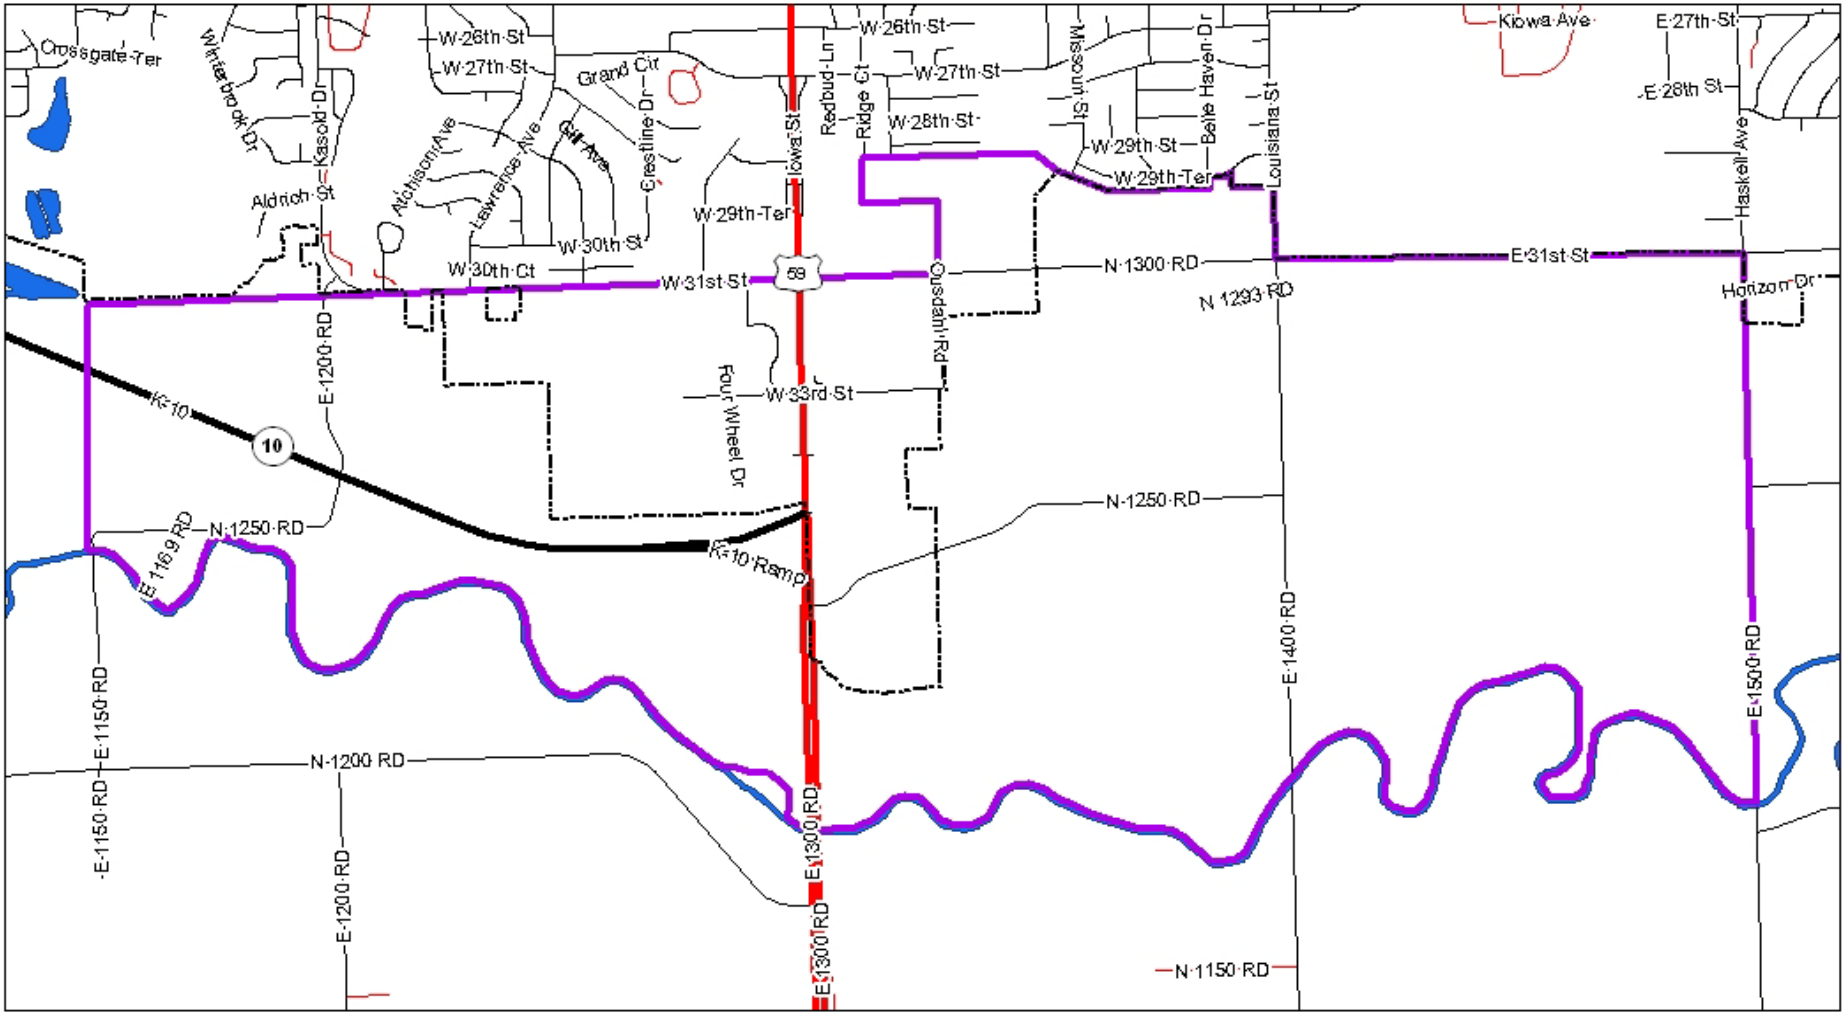 Crossgate Ter
Winterbrook Dr
Kasold Dr
W 26th St
W 27th St
Grand Cir
Crestline Dr
Gill Ave
Lawrence Ave
Atchison Ave
Aldrich St
Iowa St
Redbud Ln
Ridge Ct
W 26th St
W 27th St
W 28th St
Missouri St
Belle Haven Dr
Louisiana St
W 29th St
W 29th Ter
Kiowa Ave
E 27th St
E 28th St
Haskell Ave
W 29th Ter
W 30th St
W 30th Ct
W 31st St
59
Ousdahl Rd
N 1300 RD
N 1293 RD
E 31st St
Horizon Dr
E 1200 RD
K-10
10
Four Wheel Dr
W 33rd St
N 1250 RD
E 1169 RD
N 1250 RD
K-10 Ramp
E 1400 RD
E 150 RD
E 1150 RD
N 1200 RD
E 1150 RD
E 1300 RD
E 1200 RD
E 1300 RD
N 1150 RD